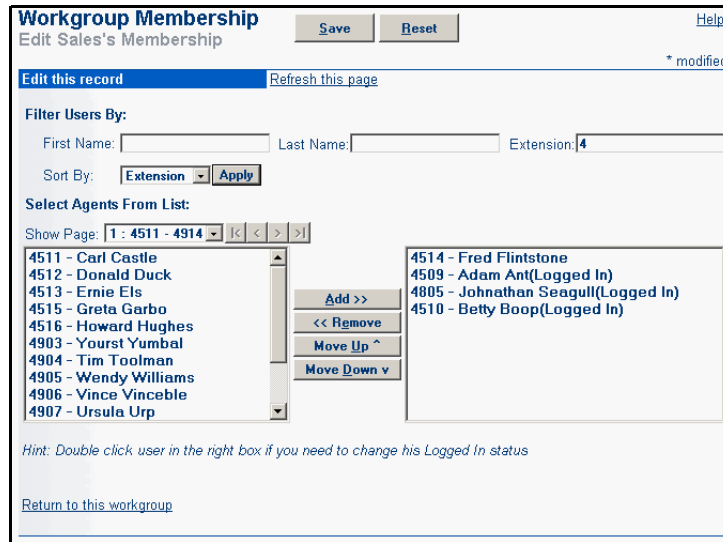 Workgroup Membership
Edit Sales's Membership
Save Reset
Help
* modified
Edit this record Refresh this page
Filter Users By:
First Name: Last Name: Extension: 4
Sort By: Extension Apply
Select Agents From List:
Show Page: 1 : 4511 - 4914 |< < > >|
4511 - Carl Castle
4512 - Donald Duck
4513 - Ernie Els
4515 - Greta Garbo
4516 - Howard Hughes
4903 - Yourst Yumbal
4904 - Tim Toolman
4905 - Wendy Williams
4906 - Vince Vinceble
4907 - Ursula Urp
Add >>
<< Remove
Move Up ^
Move Down v
4514 - Fred Flintstone
4509 - Adam Ant(Logged In)
4805 - Johnathan Seagull(Logged In)
4510 - Betty Boop(Logged In)
Hint: Double click user in the right box if you need to change his Logged In status
Return to this workgroup